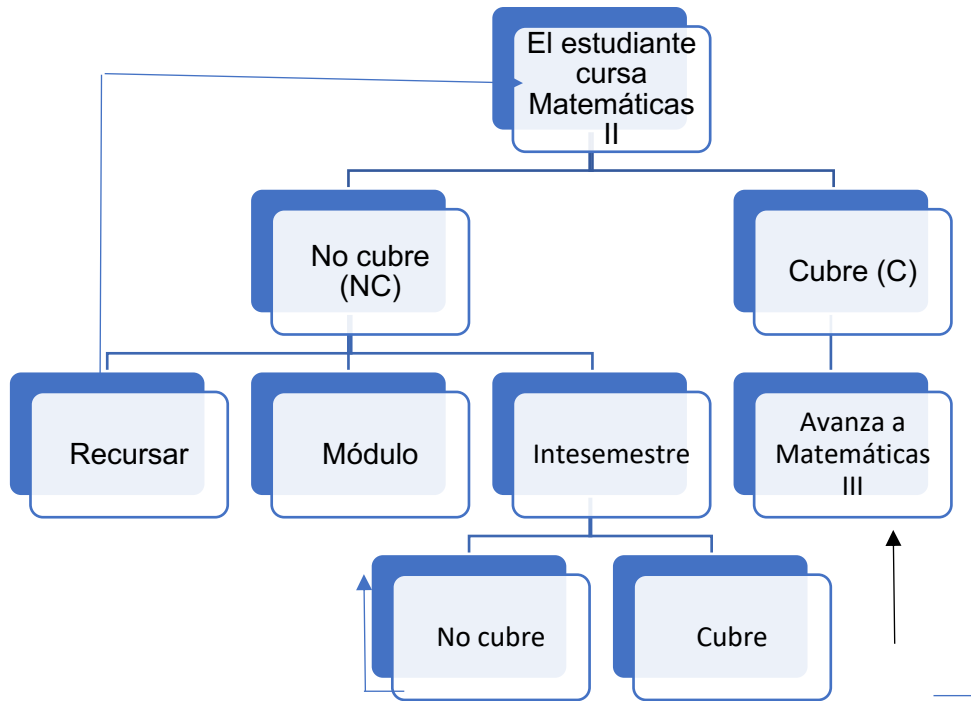 El estudiante
cursa
Matemáticas
II
No cubre
(NC)
Cubre (C)
Recursar
Módulo
Intesemestre
Avanza a
Matemáticas
III
No cubre
Cubre